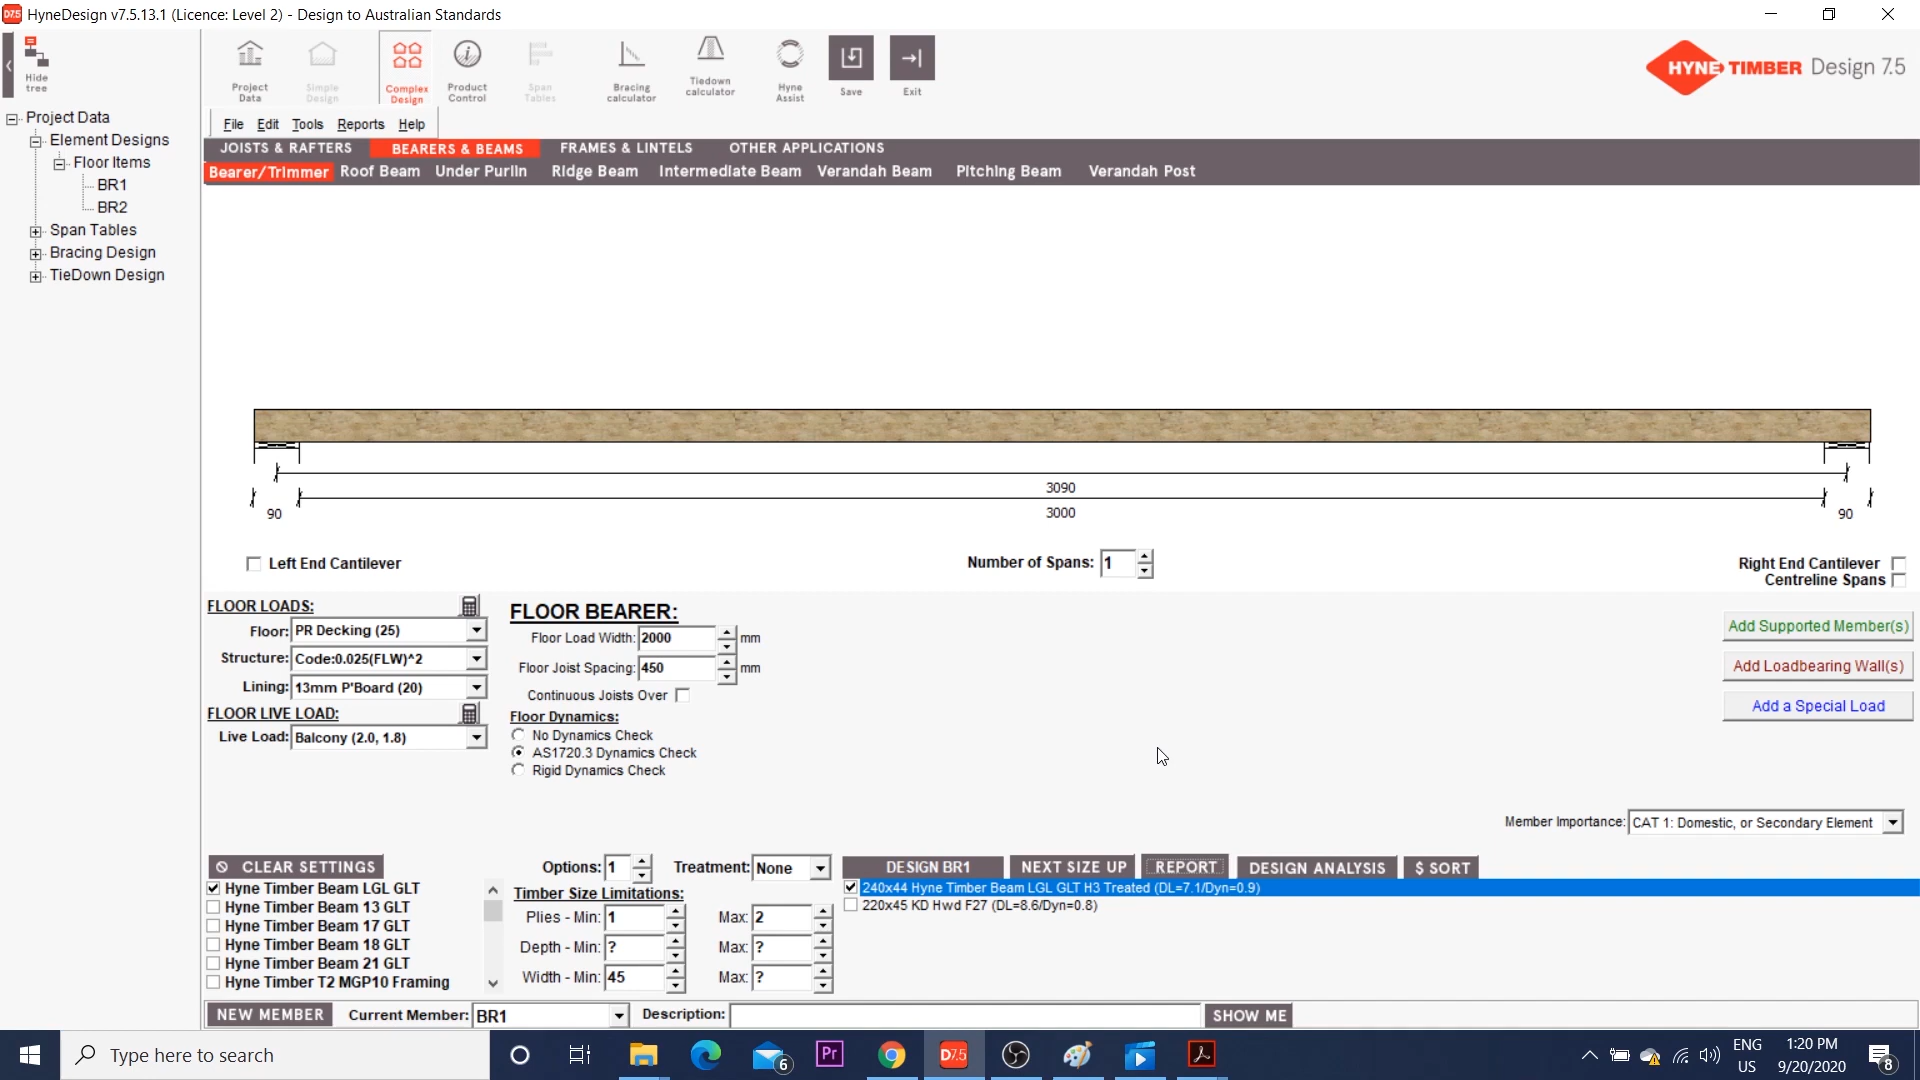 HyneDesign v7.5.13.1 (Licence: Level 2) - Design to Australian Standards
Hide tree
Project Data
Simple Design
Complex Design
Product Control
Span Tables
Bracing calculator
Tiedown calculator
Hyne Assist
Save
Exit
HYNE TIMBER Design 7.5
File Edit Tools Reports Help
JOISTS & RAFTERS BEARERS & BEAMS FRAMES & LINTELS OTHER APPLICATIONS
Bearer/Trimmer Roof Beam Under Purlin Ridge Beam Intermediate Beam Verandah Beam Pitching Beam Verandah Post
Project Data
Element Designs
Floor Items
BR1
BR2
Span Tables
Bracing Design
TieDown Design
3090
90 3000 90
Left End Cantilever
Number of Spans: 1
Right End Cantilever
Centreline Spans
FLOOR LOADS:
Floor: PR Decking (25)
Structure: Code:0.025(FLW)^2
Lining: 13mm P'Board (20)
FLOOR LIVE LOAD:
Live Load: Balcony (2.0, 1.8)
FLOOR BEARER:
Floor Load Width: 2000 mm
Floor Joist Spacing: 450 mm
Continuous Joists Over
Floor Dynamics:
No Dynamics Check
AS1720.3 Dynamics Check
Rigid Dynamics Check
Add Supported Member(s)
Add Loadbearing Wall(s)
Add a Special Load
Member Importance: CAT 1: Domestic, or Secondary Element
CLEAR SETTINGS
Hyne Timber Beam LGL GLT
Hyne Timber Beam 13 GLT
Hyne Timber Beam 17 GLT
Hyne Timber Beam 18 GLT
Hyne Timber Beam 21 GLT
Hyne Timber T2 MGP10 Framing
Options: 1 Treatment: None
Timber Size Limitations:
Plies - Min: 1 Max: 2
Depth - Min: ? Max: ?
Width - Min: 45 Max: ?
DESIGN BR1 NEXT SIZE UP REPORT DESIGN ANALYSIS $ SORT
240x44 Hyne Timber Beam LGL GLT H3 Treated (DL=7.1/Dyn=0.9)
220x45 KD Hwd F27 (DL=8.6/Dyn=0.8)
NEW MEMBER Current Member: BR1 Description: SHOW ME
Type here to search
6
Pr
D7.5
ENG
US
1:20 PM
9/20/2020
8